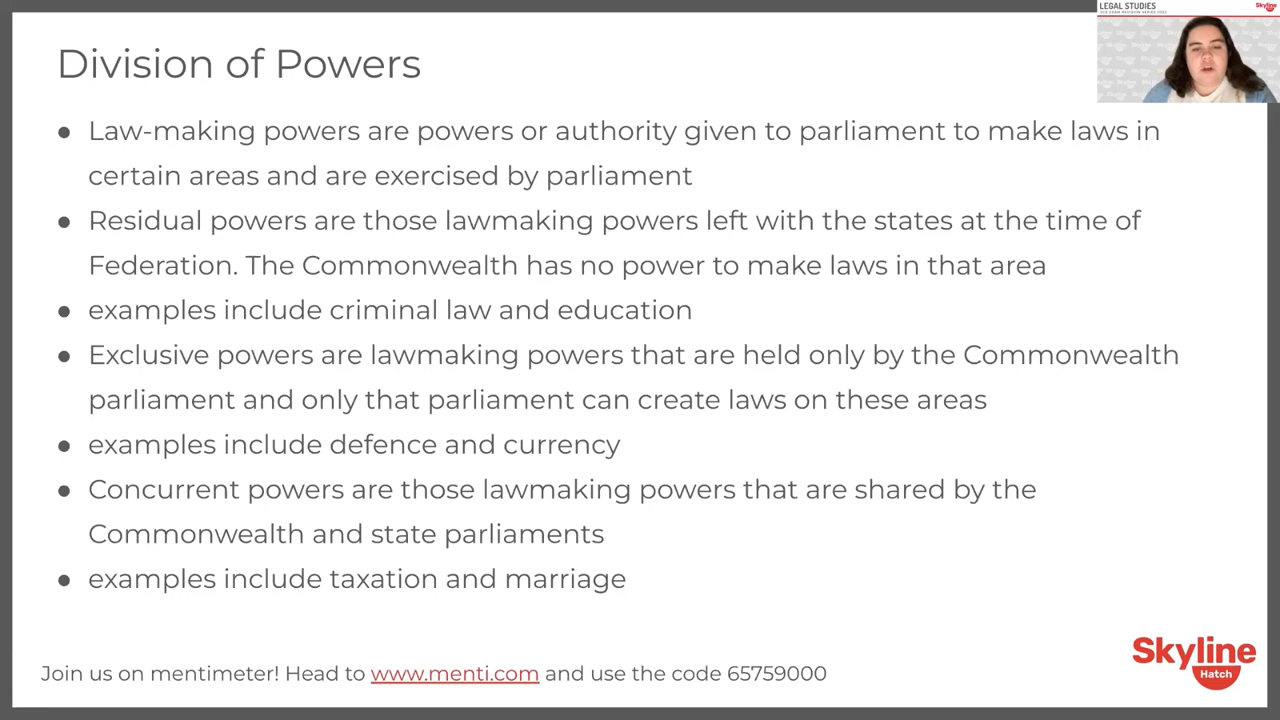 LEGAL STUDIES
VCE EXAM REVISION SERIES 2022
Skyline
Division of Powers
● Law-making powers are powers or authority given to parliament to make laws in
certain areas and are exercised by parliament
● Residual powers are those lawmaking powers left with the states at the time of
Federation. The Commonwealth has no power to make laws in that area
● examples include criminal law and education
● Exclusive powers are lawmaking powers that are held only by the Commonwealth
parliament and only that parliament can create laws on these areas
● examples include defence and currency
● Concurrent powers are those lawmaking powers that are shared by the
Commonwealth and state parliaments
● examples include taxation and marriage
Join us on mentimeter! Head to www.menti.com and use the code 65759000
Skyline
Hatch